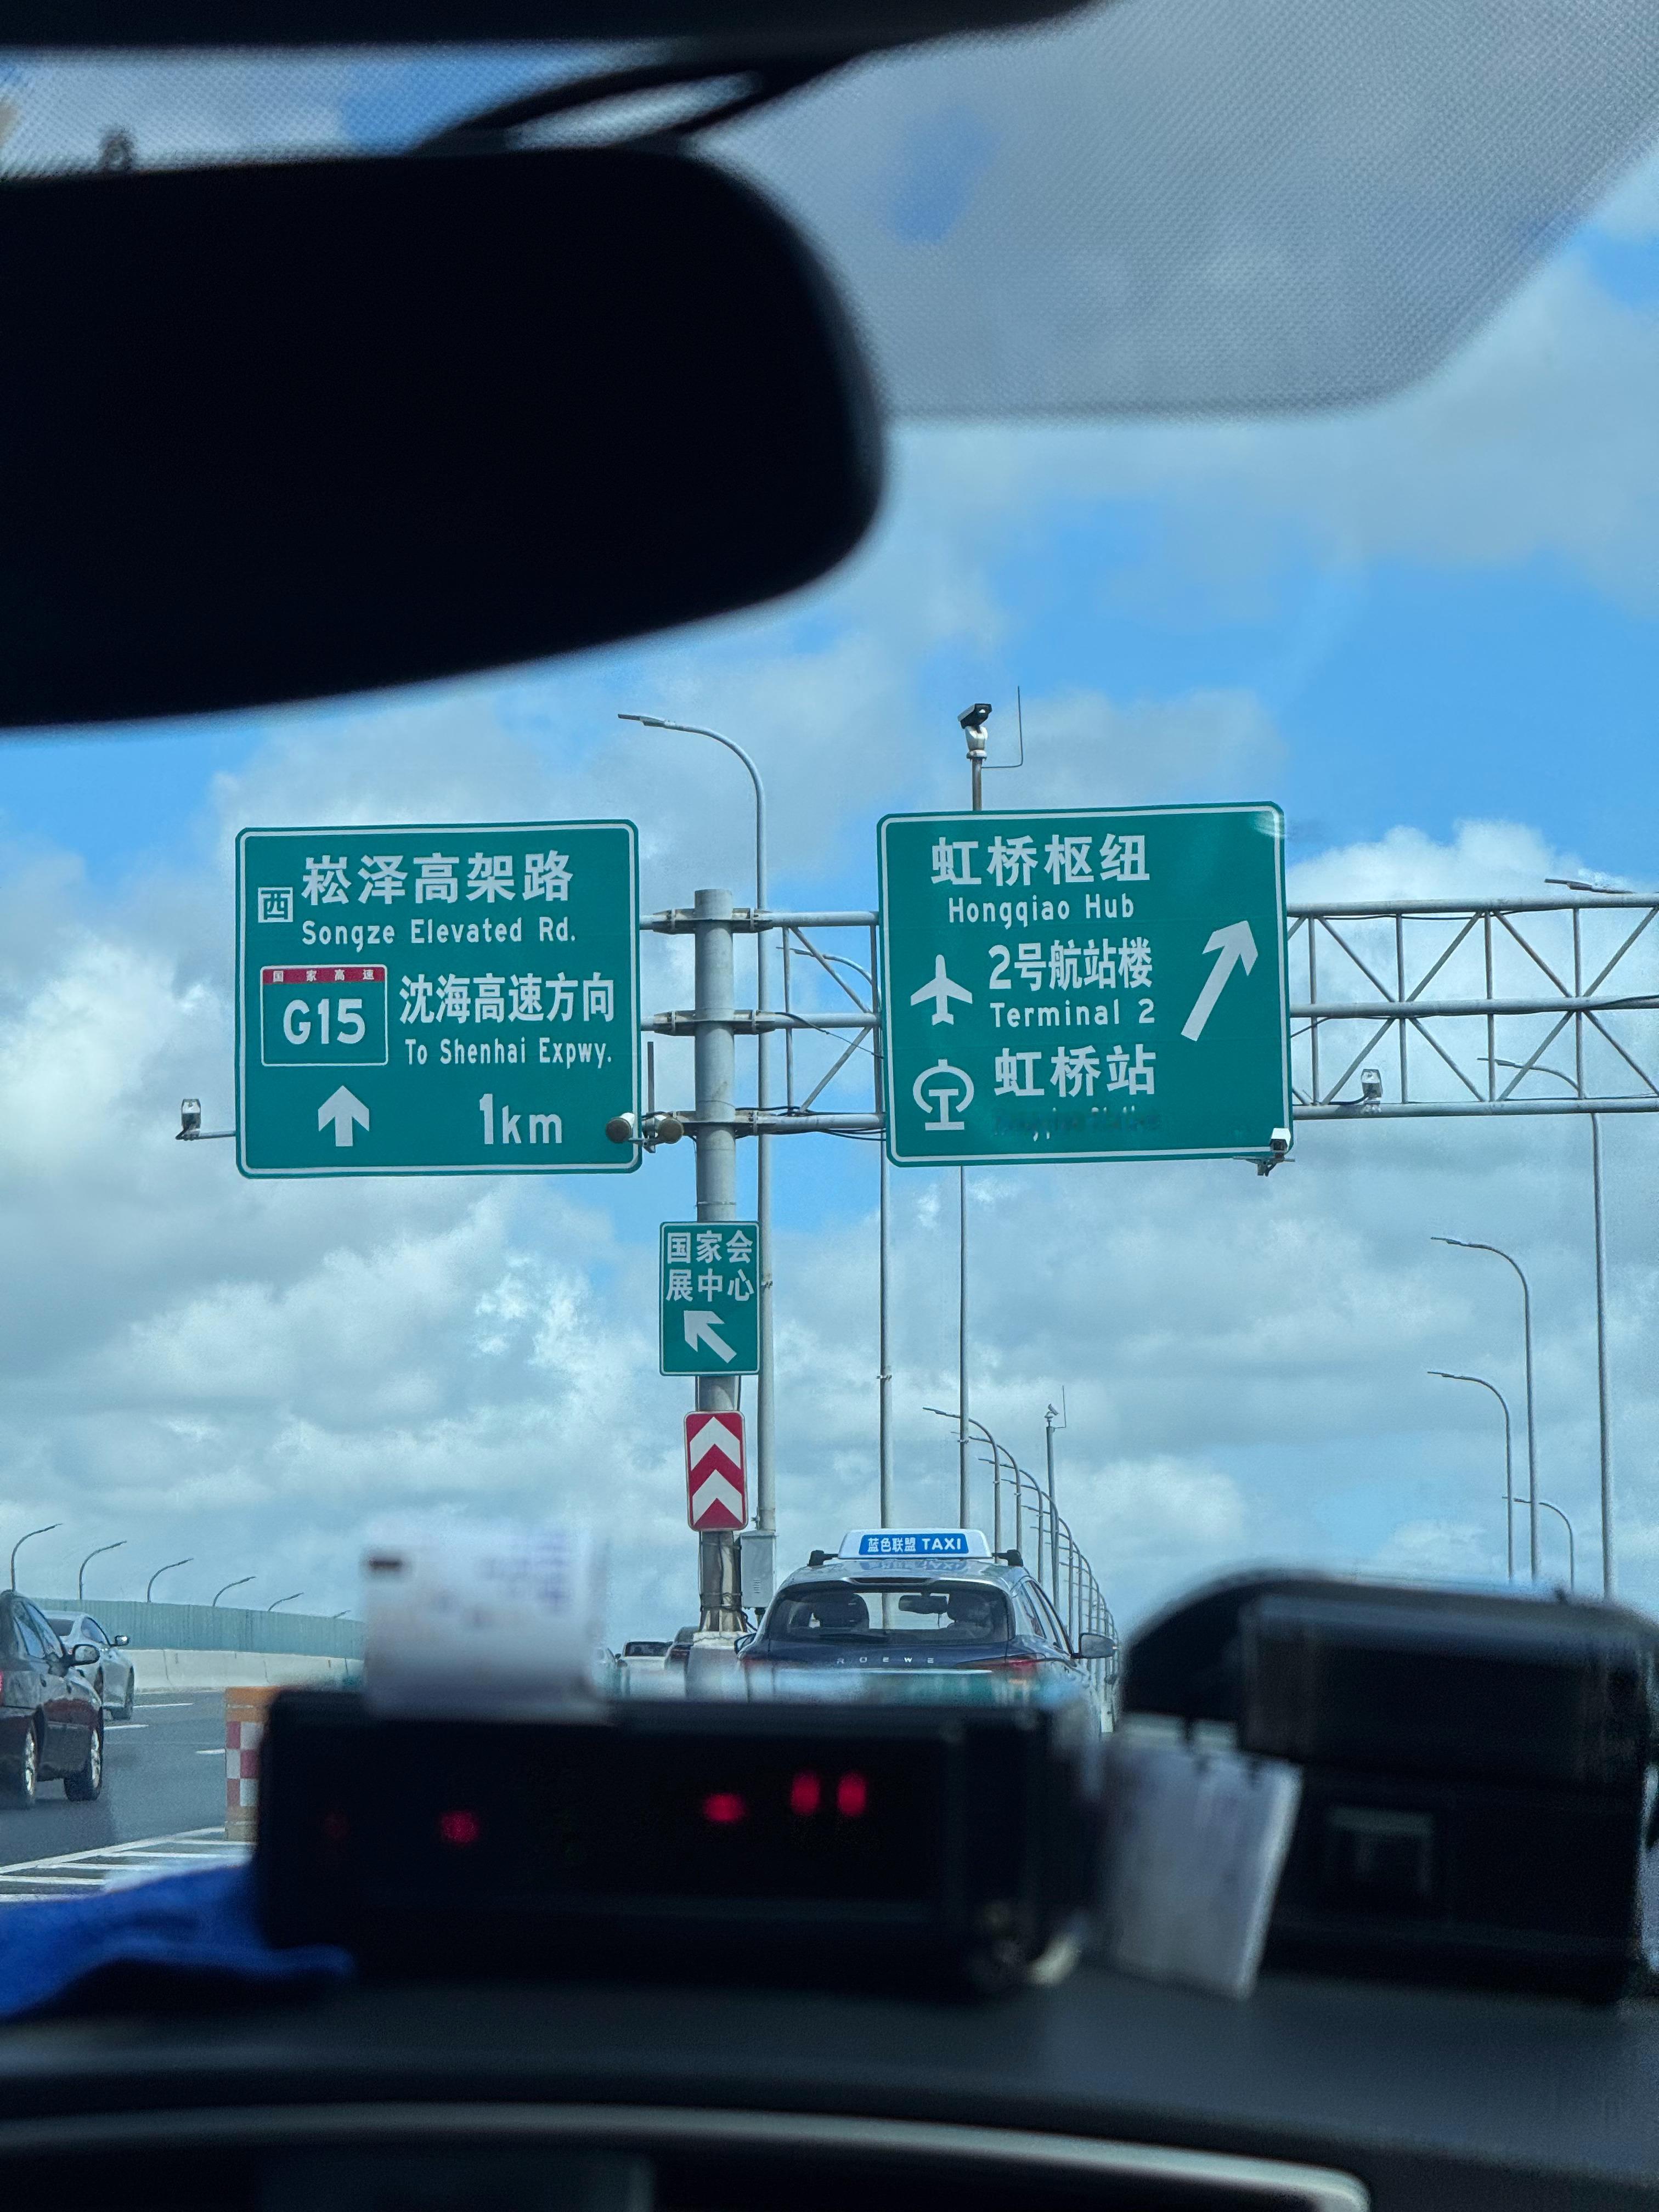 西
崧泽高架路
Songze Elevated Rd.
国家高速
G15
沈海高速方向
To Shenhai Expwy.
1km
虹桥枢纽
Hongqiao Hub
2号航站楼
Terminal 2
虹桥站
国家会
展中心
蓝色联盟 TAXI
ROEWE